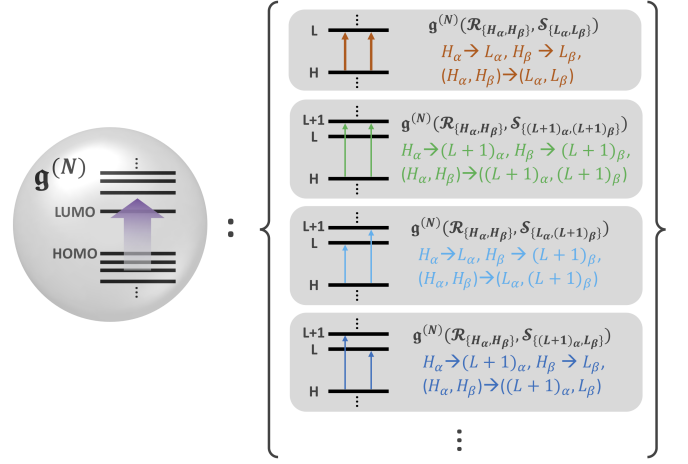 𝖌^(N)
LUMO
HOMO
:
L
H
𝖌^(N)(𝓡_{H_α,H_β}, 𝓢_{L_α,L_β})
H_α → L_α, H_β → L_β,
(H_α, H_β)→(L_α, L_β)
L+1
L
H
𝖌^(N)(𝓡_{H_α,H_β}, 𝓢_{(L+1)_α,(L+1)_β})
H_α→(L + 1)_α, H_β → (L + 1)_β,
(H_α, H_β)→((L + 1)_α, (L + 1)_β)
L+1
L
H
𝖌^(N)(𝓡_{H_α,H_β}, 𝓢_{L_α,(L+1)_β})
H_α→L_α, H_β → (L + 1)_β,
(H_α, H_β)→(L_α, (L + 1)_β)
L+1
L
H
𝖌^(N)(𝓡_{H_α,H_β}, 𝓢_{(L+1)_α,L_β})
H_α→(L + 1)_α, H_β → L_β,
(H_α, H_β)→((L + 1)_α, L_β)